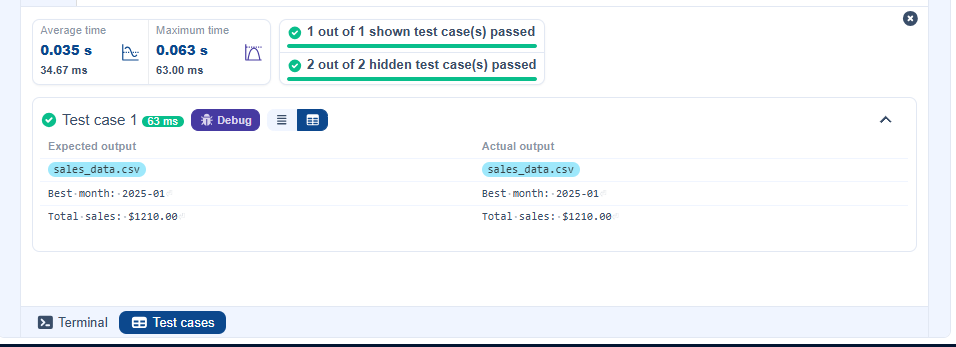 Average time
Maximum time
0.035 s
0.063 s
34.67 ms
63.00 ms
1 out of 1 shown test case(s) passed
2 out of 2 hidden test case(s) passed
Test case 1 63 ms Debug
Expected output
Actual output
sales_data.csv
sales_data.csv
Best·month:·2025-01
Best·month:·2025-01
Total·sales:·$1210.00
Total·sales:·$1210.00
Terminal
Test cases